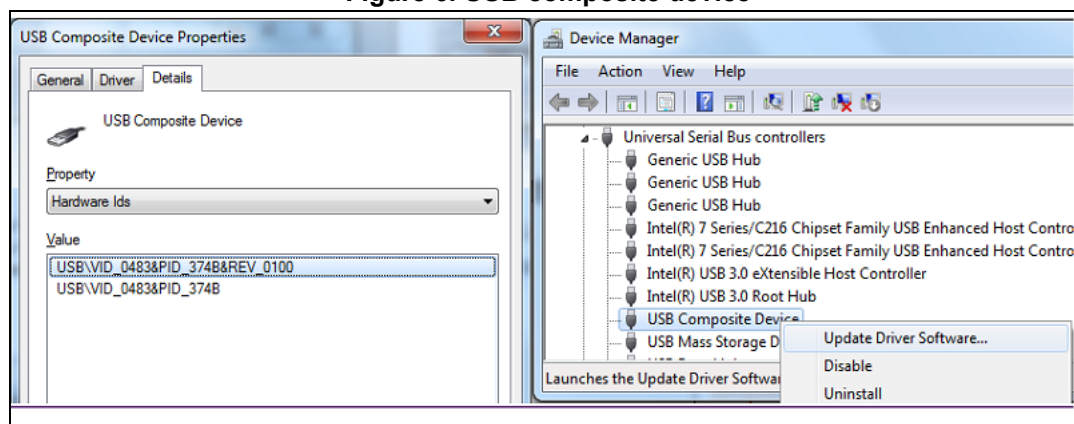 USB Composite Device Properties
General Driver Details
USB Composite Device
Property
Hardware Ids
Value
USB\VID_0483&PID_374B&REV_0100
USB\VID_0483&PID_374B
Device Manager
File Action View Help
Universal Serial Bus controllers
Generic USB Hub
Generic USB Hub
Generic USB Hub
Intel(R) 7 Series/C216 Chipset Family USB Enhanced Host Contro
Intel(R) 7 Series/C216 Chipset Family USB Enhanced Host Contro
Intel(R) USB 3.0 eXtensible Host Controller
Intel(R) USB 3.0 Root Hub
USB Composite Device
USB Mass Storage D
Launches the Update Driver Softwar
Update Driver Software...
Disable
Uninstall